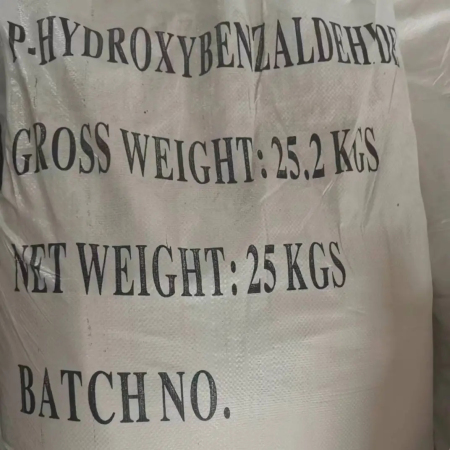 P-HYDROXYBENZALDEHYDE
GROSS WEIGHT: 25.2 KGS
NET WEIGHT: 25 KGS
BATCH NO.